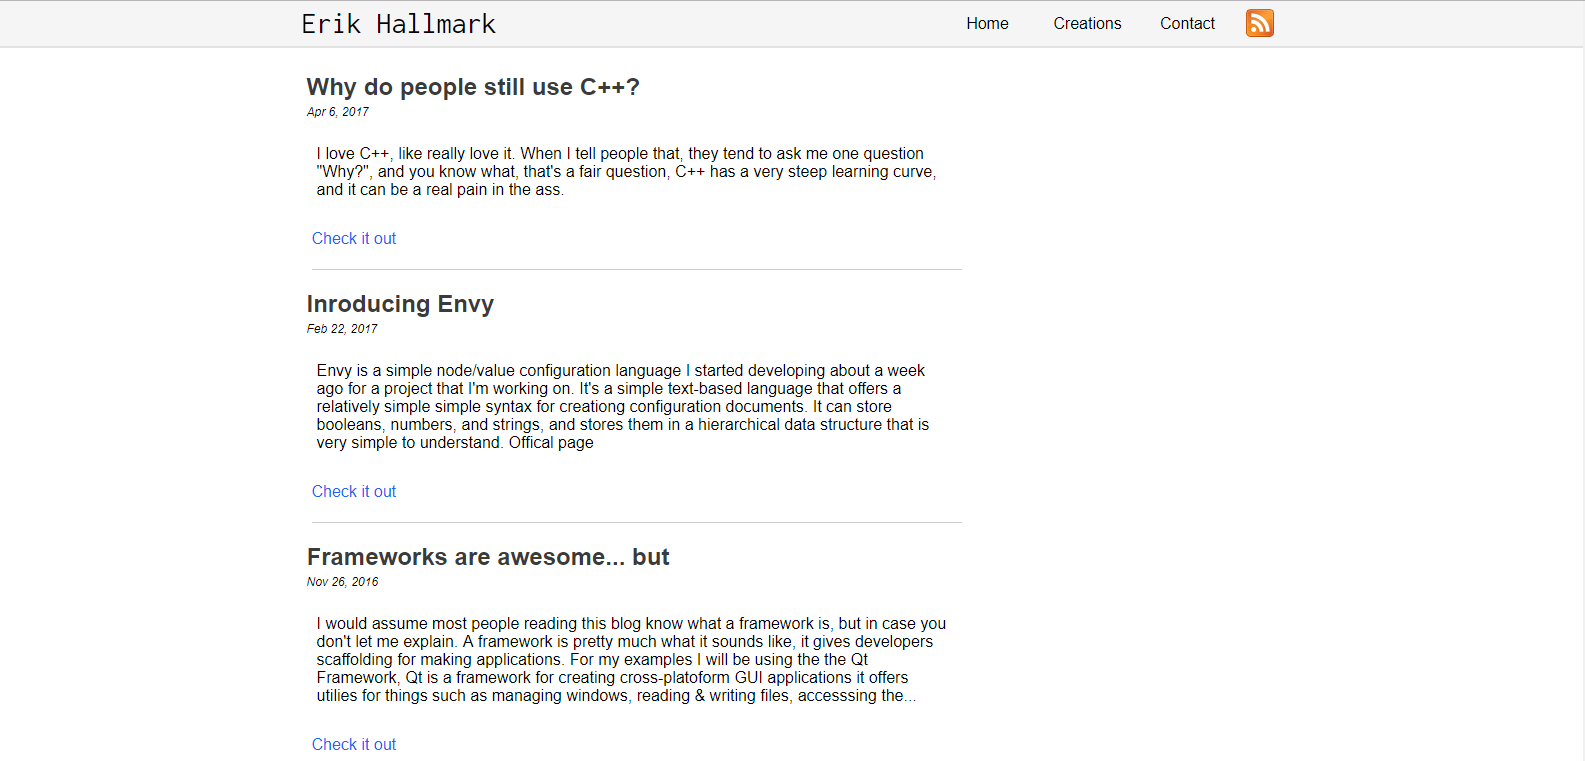 Erik Hallmark
Home Creations Contact
Why do people still use C++?
Apr 6, 2017
I love C++, like really love it. When I tell people that, they tend to ask me one question
"Why?", and you know what, that's a fair question, C++ has a very steep learning curve,
and it can be a real pain in the ass.
Check it out
Inroducing Envy
Feb 22, 2017
Envy is a simple node/value configuration language I started developing about a week
ago for a project that I'm working on. It's a simple text-based language that offers a
relatively simple simple syntax for creationg configuration documents. It can store
booleans, numbers, and strings, and stores them in a hierarchical data structure that is
very simple to understand. Offical page
Check it out
Frameworks are awesome... but
Nov 26, 2016
I would assume most people reading this blog know what a framework is, but in case you
don't let me explain. A framework is pretty much what it sounds like, it gives developers
scaffolding for making applications. For my examples I will be using the the Qt
Framework, Qt is a framework for creating cross-platoform GUI applications it offers
utilies for things such as managing windows, reading & writing files, accesssing the...
Check it out